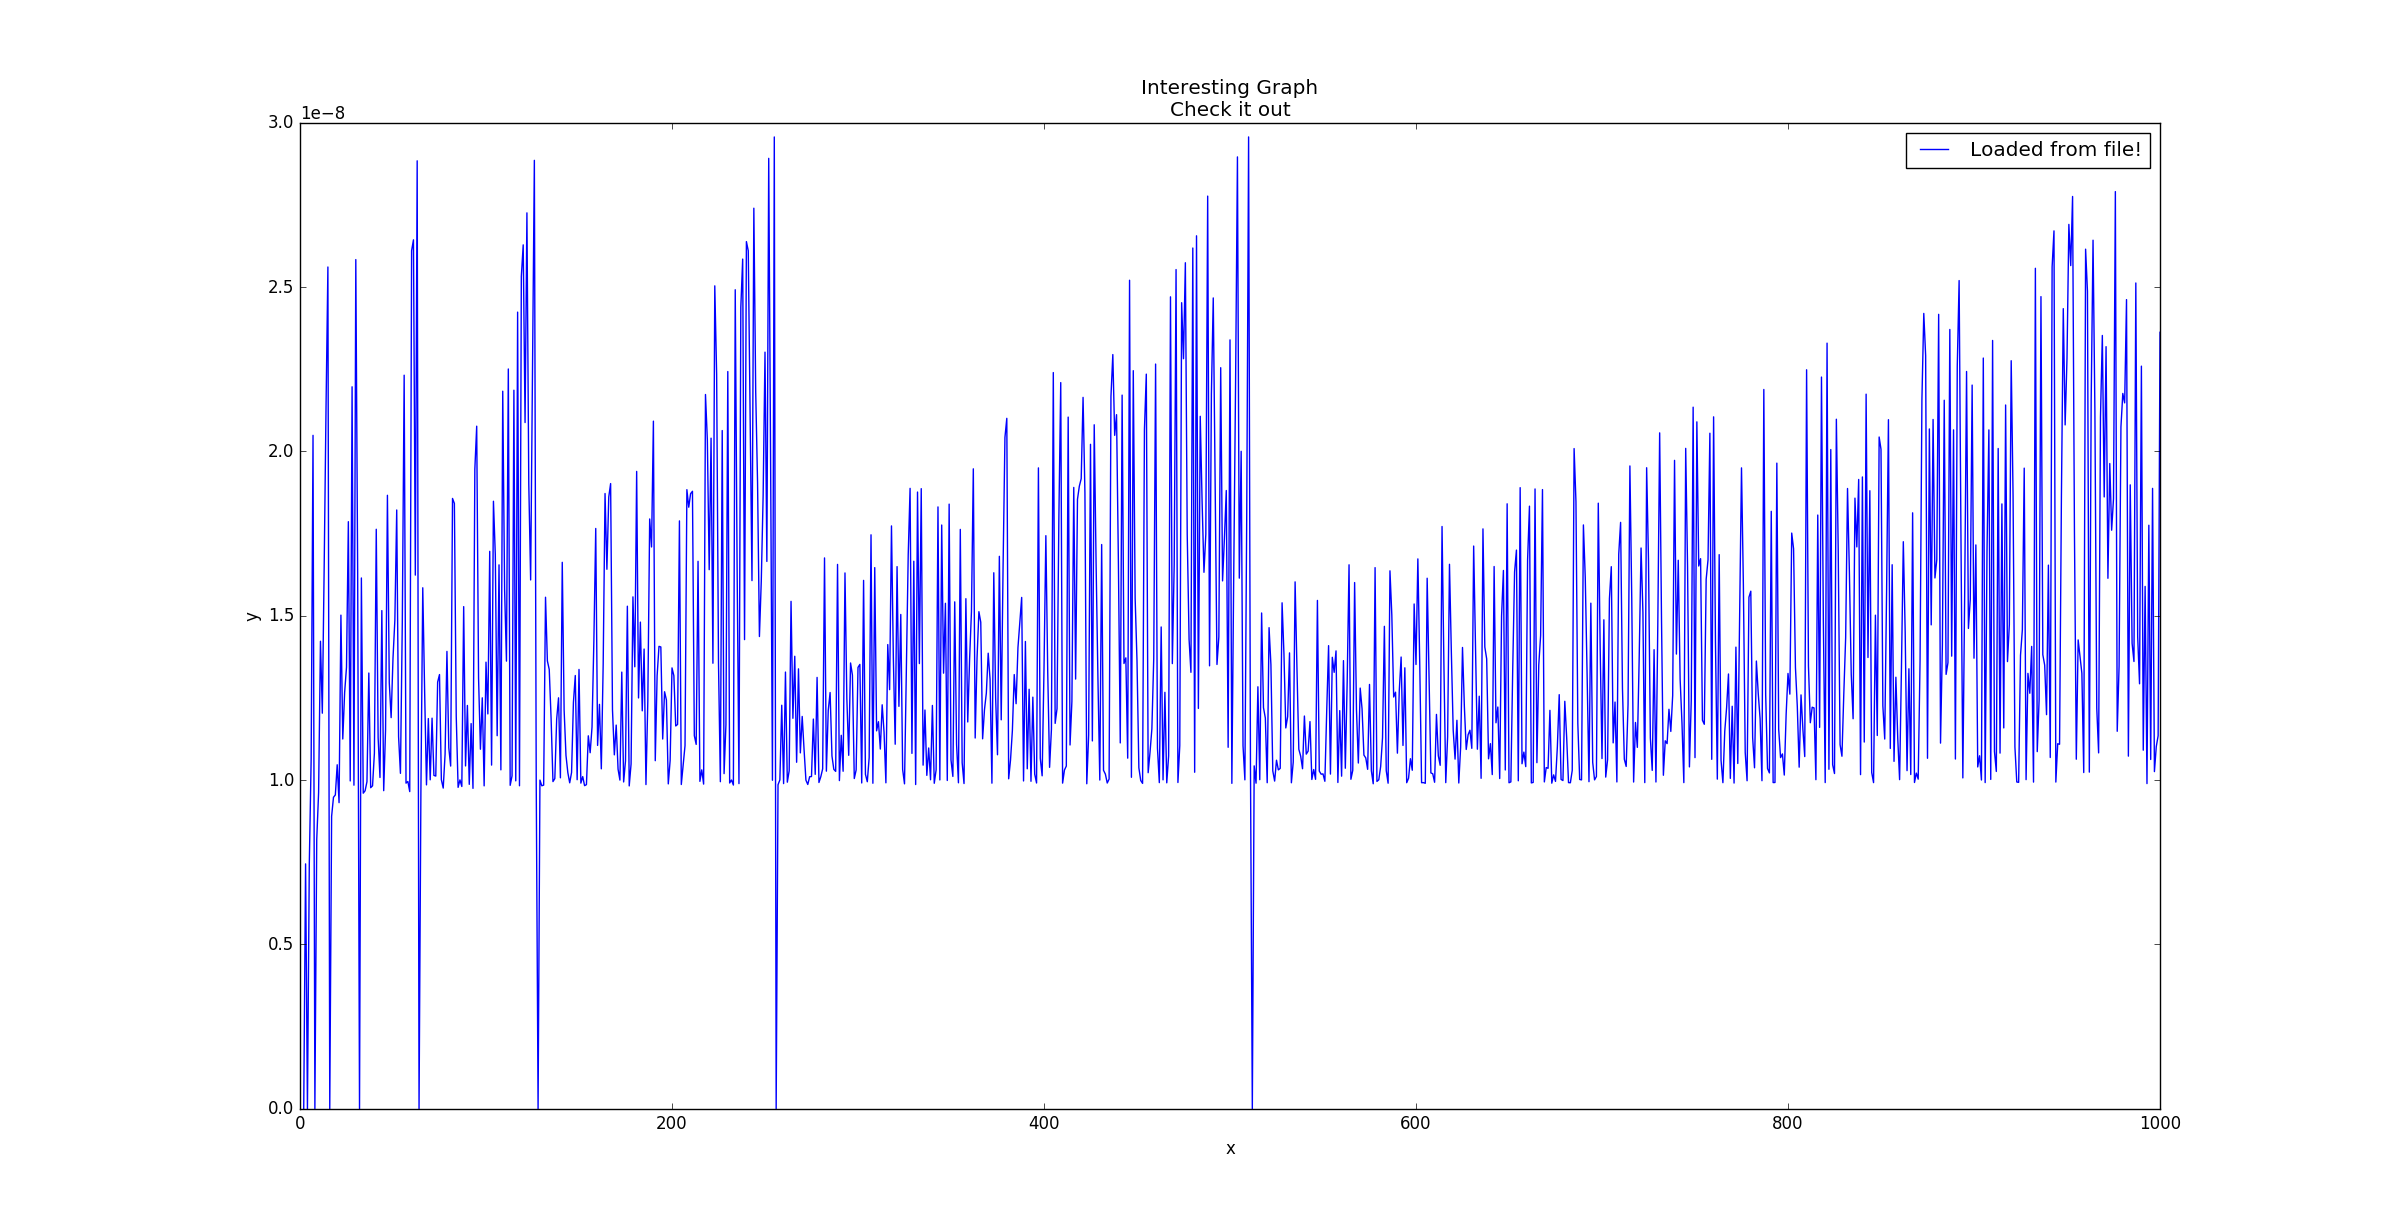 Interesting Graph
Check it out
1e−8
3.0
2.5
2.0
1.5
1.0
0.5
0.0
y
Loaded from file!
0 200 400 600 800 1000
x